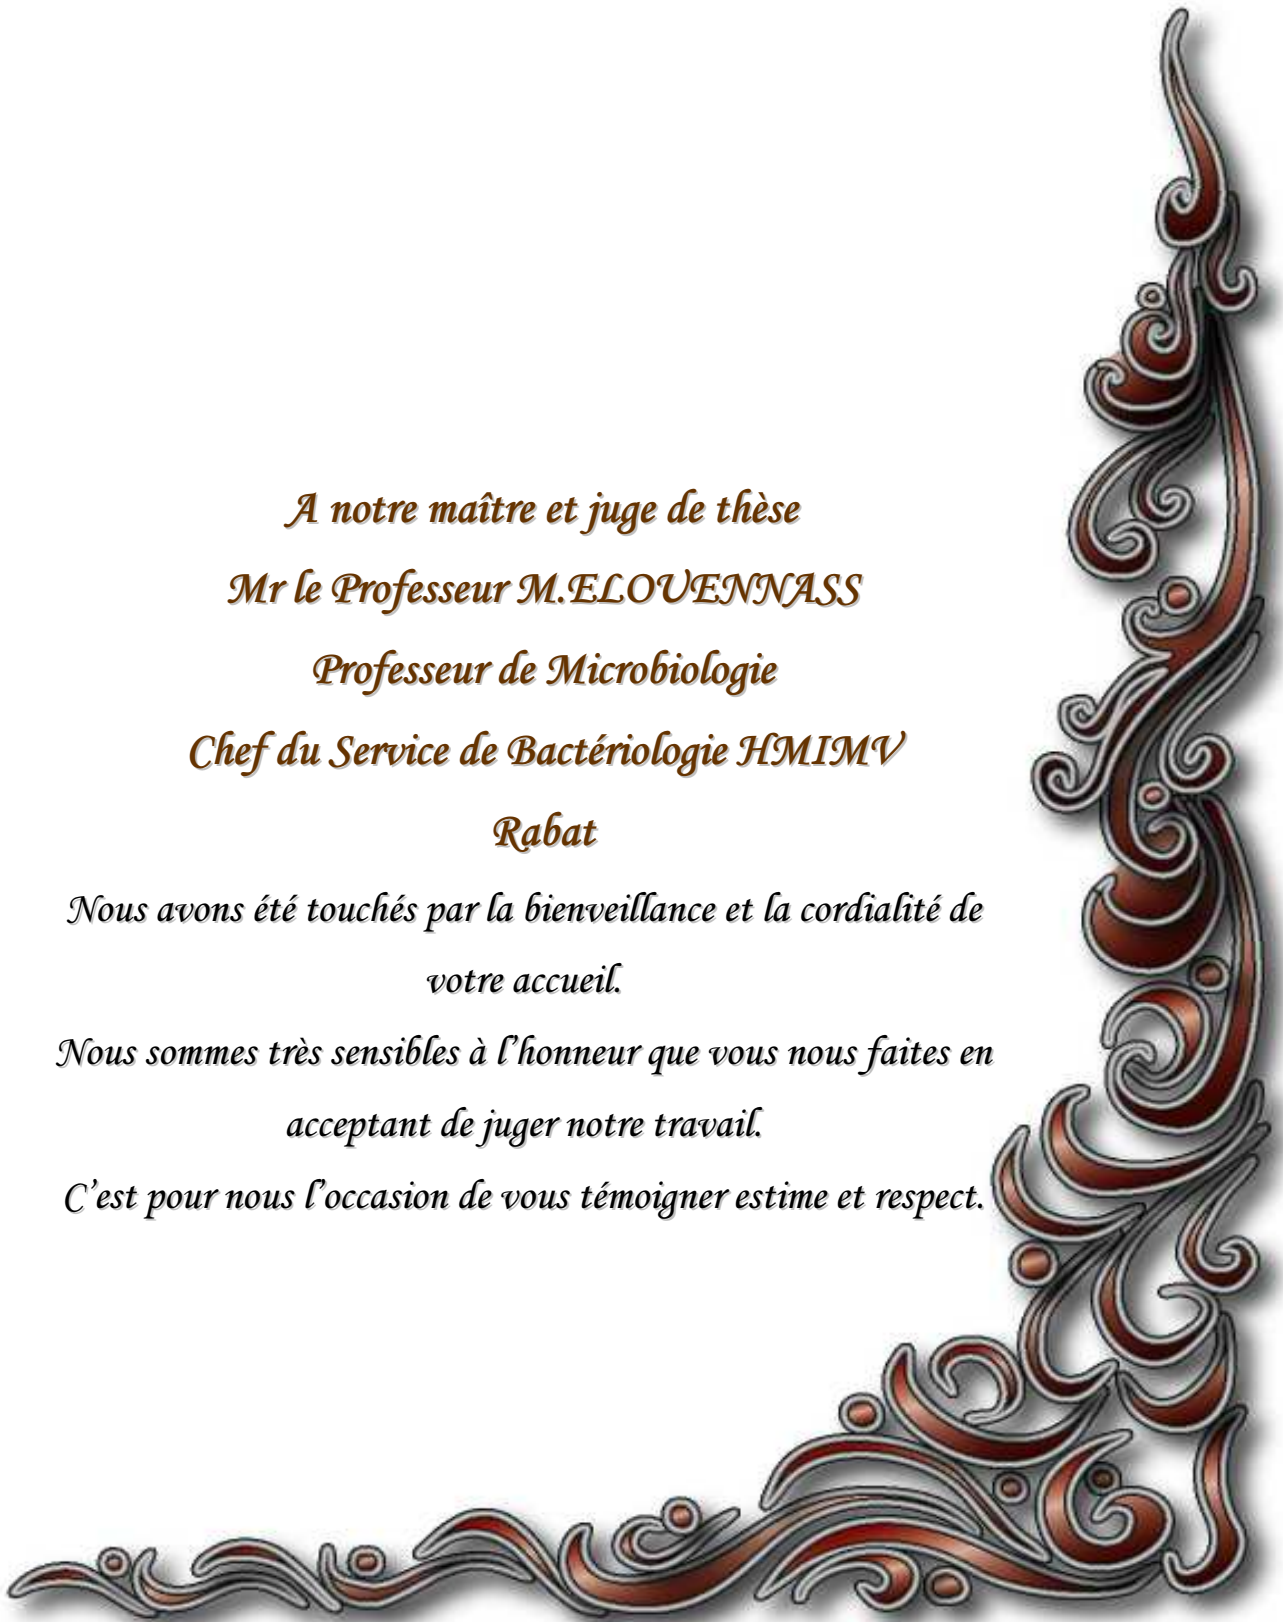 A notre maître et juge de thèse
Mr le Professeur M.ELOUENNASS
Professeur de Microbiologie
Chef du Service de Bactériologie HMIMV
Rabat
Nous avons été touchés par la bienveillance et la cordialité de
votre accueil.
Nous sommes très sensibles à l’honneur que vous nous faites en
acceptant de juger notre travail.
C’est pour nous l’occasion de vous témoigner estime et respect.